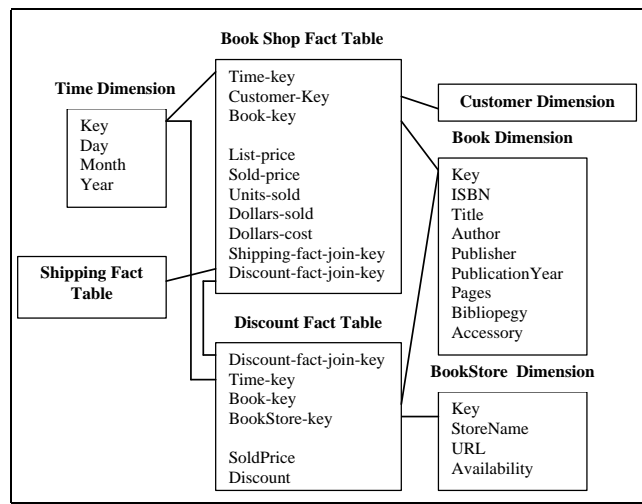 Book Shop Fact Table
Time-key
Customer-Key
Book-key
List-price
Sold-price
Units-sold
Dollars-sold
Dollars-cost
Shipping-fact-join-key
Discount-fact-join-key
Time Dimension
Key
Day
Month
Year
Customer Dimension
Book Dimension
Key
ISBN
Title
Author
Publisher
PublicationYear
Pages
Bibliopegy
Accessory
Shipping Fact
Table
Discount Fact Table
Discount-fact-join-key
Time-key
Book-key
BookStore-key
SoldPrice
Discount
BookStore Dimension
Key
StoreName
URL
Availability